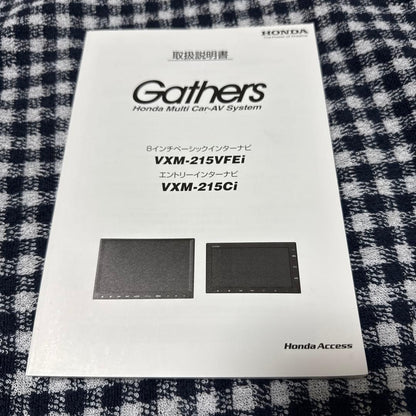 HONDA
The Power of Dreams
取扱説明書
Gathers
Honda Multi Car-AV System
8インチベーシックインターナビ
VXM-215VFEi
エントリーインターナビ
VXM-215Ci
Honda Access